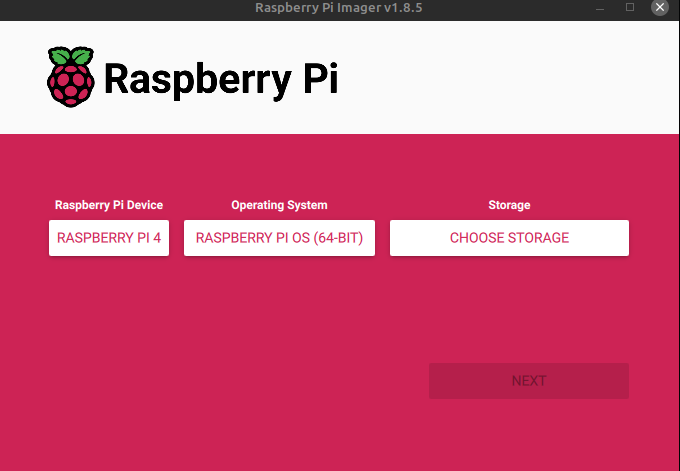 Raspberry Pi Imager v1.8.5
Raspberry Pi
Raspberry Pi Device
Operating System
Storage
RASPBERRY PI 4
RASPBERRY PI OS (64-BIT)
CHOOSE STORAGE
NEXT